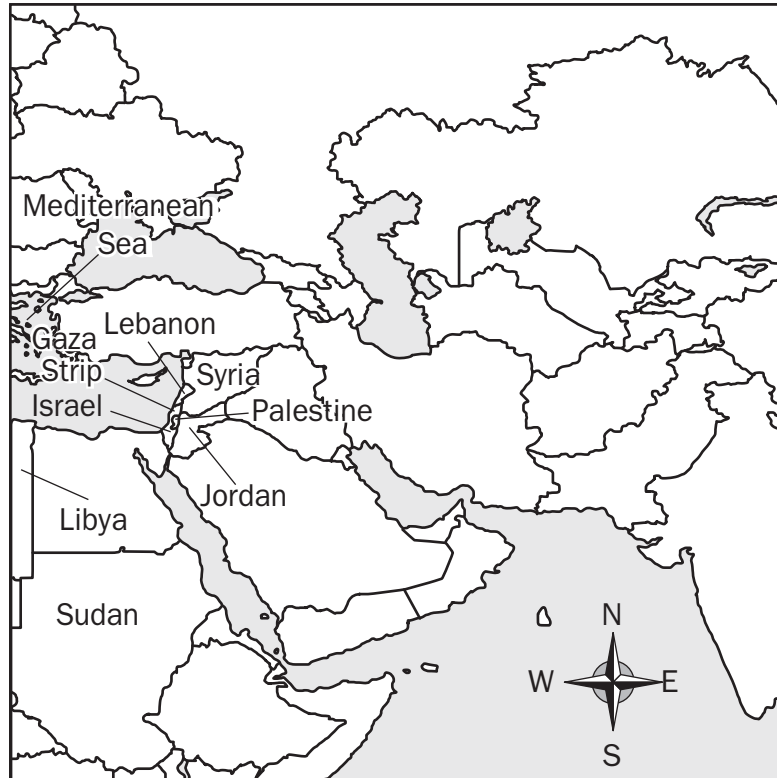 Mediterranean
Sea
Lebanon
Gaza
Strip
Syria
Israel
Palestine
Jordan
Libya
Sudan
N
W
E
S